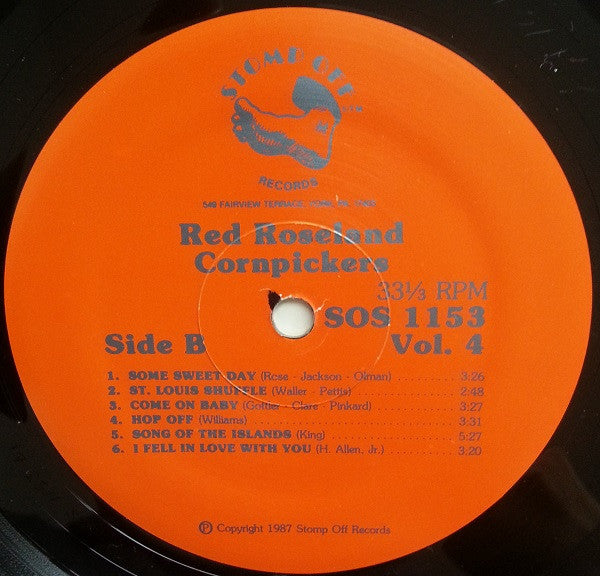 STOMP OFF
RECORDS
549 FAIRVIEW TERRACE, YORK, PA
Red Roseland
Cornpickers
33⅓ RPM
SOS 1153
Side B Vol. 4
1. SOME SWEET DAY (Rose - Jackson - Olman) 3:26
2. ST. LOUIS SHUFFLE (Waller - Pettis) 2:48
3. COME ON BABY (Gottler - Clare - Pinkard) 3:27
4. HOP OFF (Williams) 3:31
5. SONG OF THE ISLANDS (King) 5:27
6. I FELL IN LOVE WITH YOU (H. Allen, Jr.) 3:20
Ⓟ Copyright 1987 Stomp Off Records